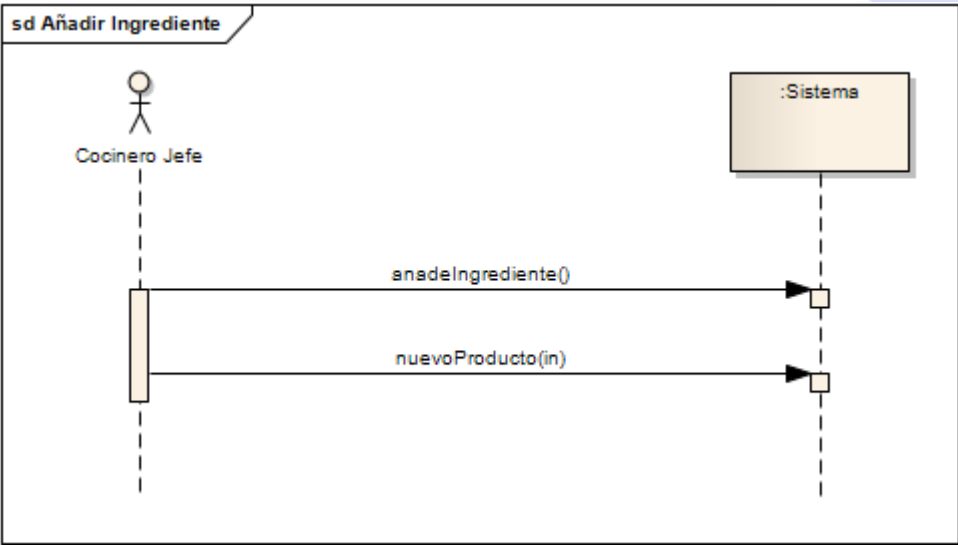 sd Añadir Ingrediente
:Sistema
Cocinero Jefe
anadeIngrediente()
nuevoProducto(in)